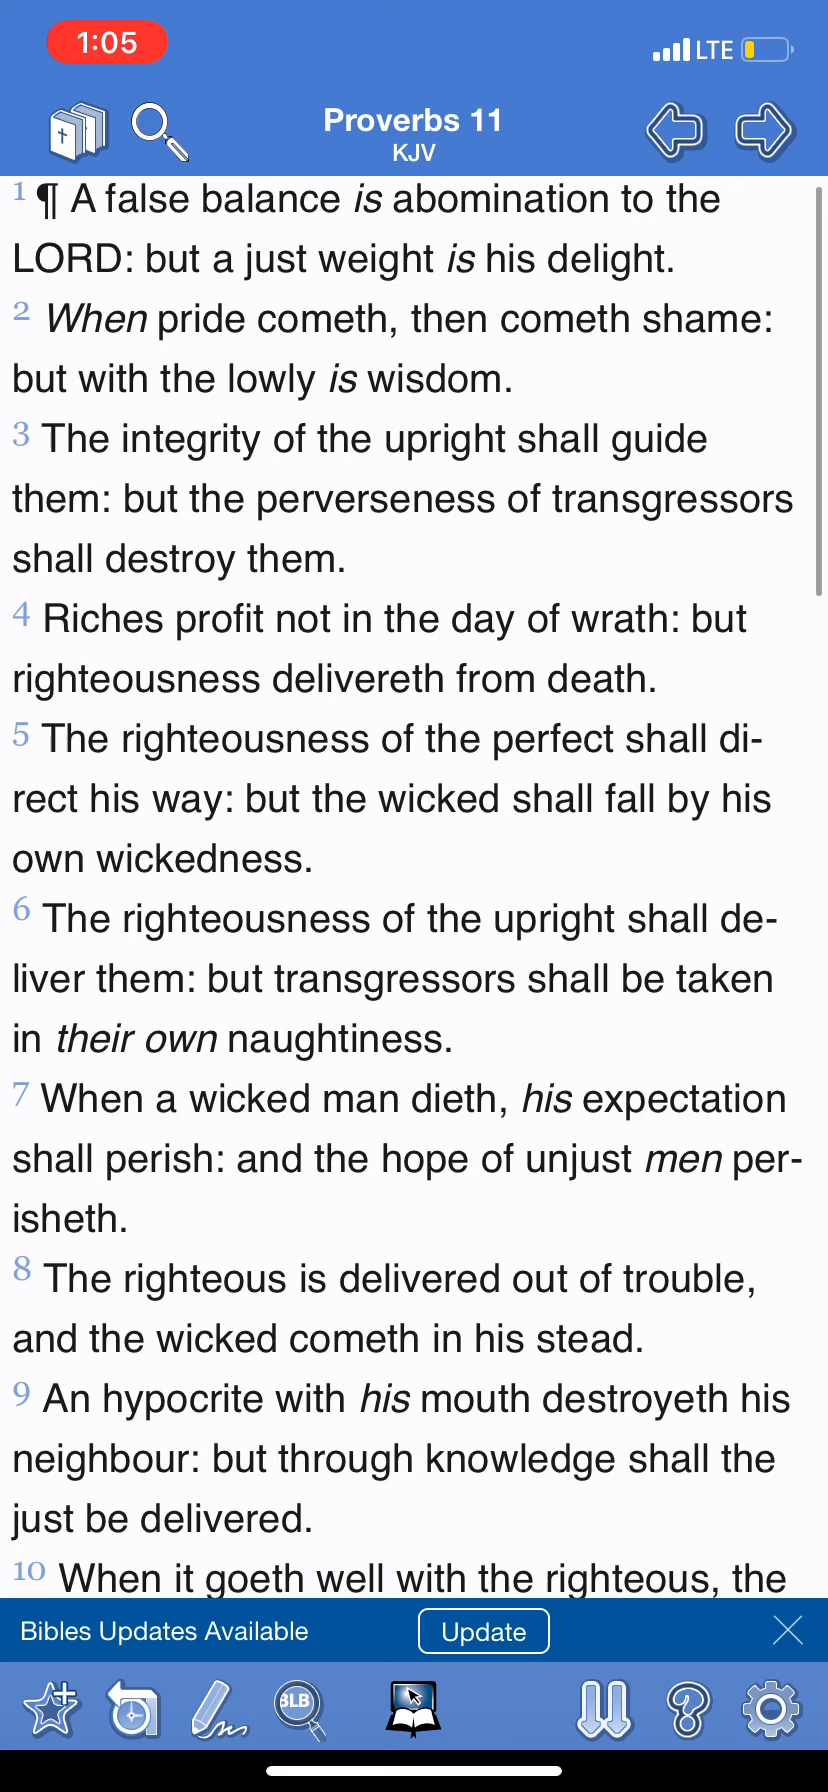 1:05
LTE
Proverbs 11
KJV
1 ¶ A false balance is abomination to the
LORD: but a just weight is his delight.
2 When pride cometh, then cometh shame:
but with the lowly is wisdom.
3 The integrity of the upright shall guide
them: but the perverseness of transgressors
shall destroy them.
4 Riches profit not in the day of wrath: but
righteousness delivereth from death.
5 The righteousness of the perfect shall di-
rect his way: but the wicked shall fall by his
own wickedness.
6 The righteousness of the upright shall de-
liver them: but transgressors shall be taken
in their own naughtiness.
7 When a wicked man dieth, his expectation
shall perish: and the hope of unjust men per-
isheth.
8 The righteous is delivered out of trouble,
and the wicked cometh in his stead.
9 An hypocrite with his mouth destroyeth his
neighbour: but through knowledge shall the
just be delivered.
10 When it goeth well with the righteous, the
Bibles Updates Available Update
BLB